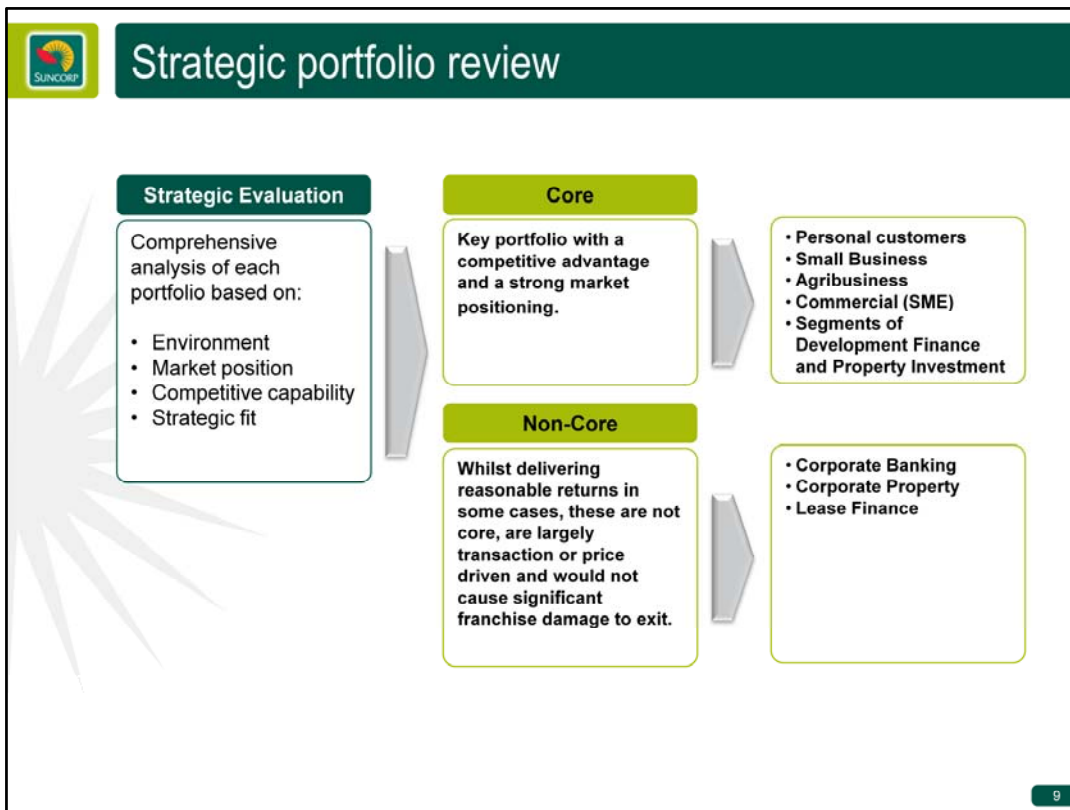 SUNCORP
Strategic portfolio review
Strategic Evaluation
Comprehensive
analysis of each
portfolio based on:
• Environment
• Market position
• Competitive capability
• Strategic fit
Core
Key portfolio with a
competitive advantage
and a strong market
positioning.
• Personal customers
• Small Business
• Agribusiness
• Commercial (SME)
• Segments of
Development Finance
and Property Investment
Non-Core
Whilst delivering
reasonable returns in
some cases, these are not
core, are largely
transaction or price
driven and would not
cause significant
franchise damage to exit.
• Corporate Banking
• Corporate Property
• Lease Finance
9